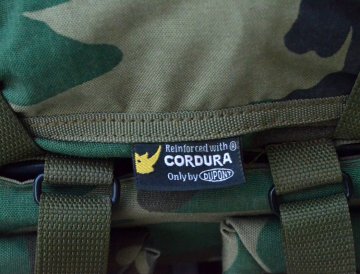 Reinforced with ®
CORDURA
Only by DUPONT